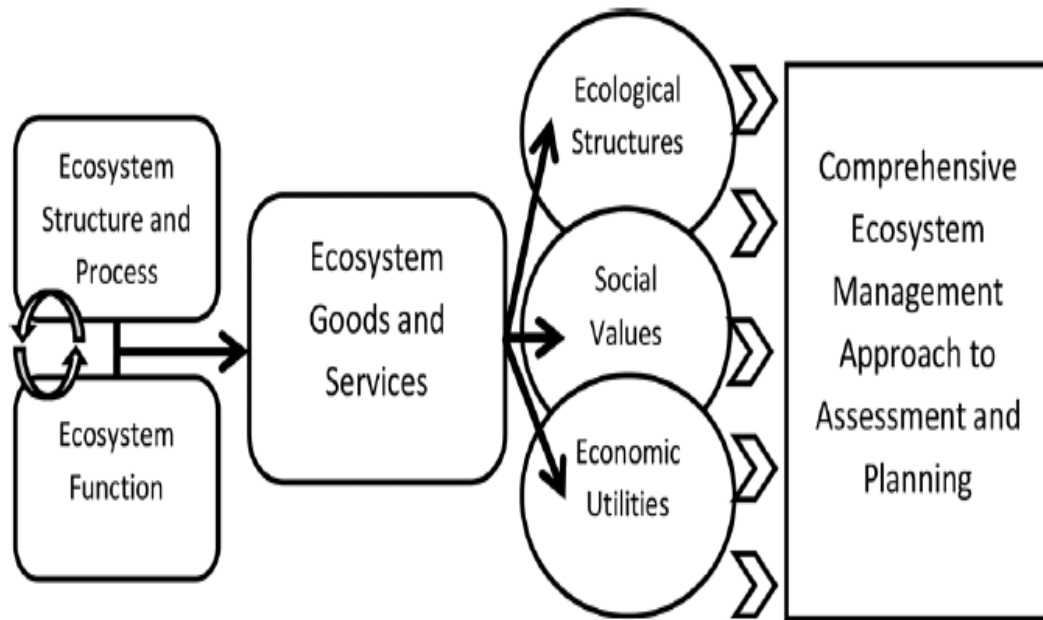 Ecosystem
Structure and
Process
Ecosystem
Function
Ecosystem
Goods and
Services
Ecological
Structures
Social
Values
Economic
Utilities
Comprehensive
Ecosystem
Management
Approach to
Assessment and
Planning